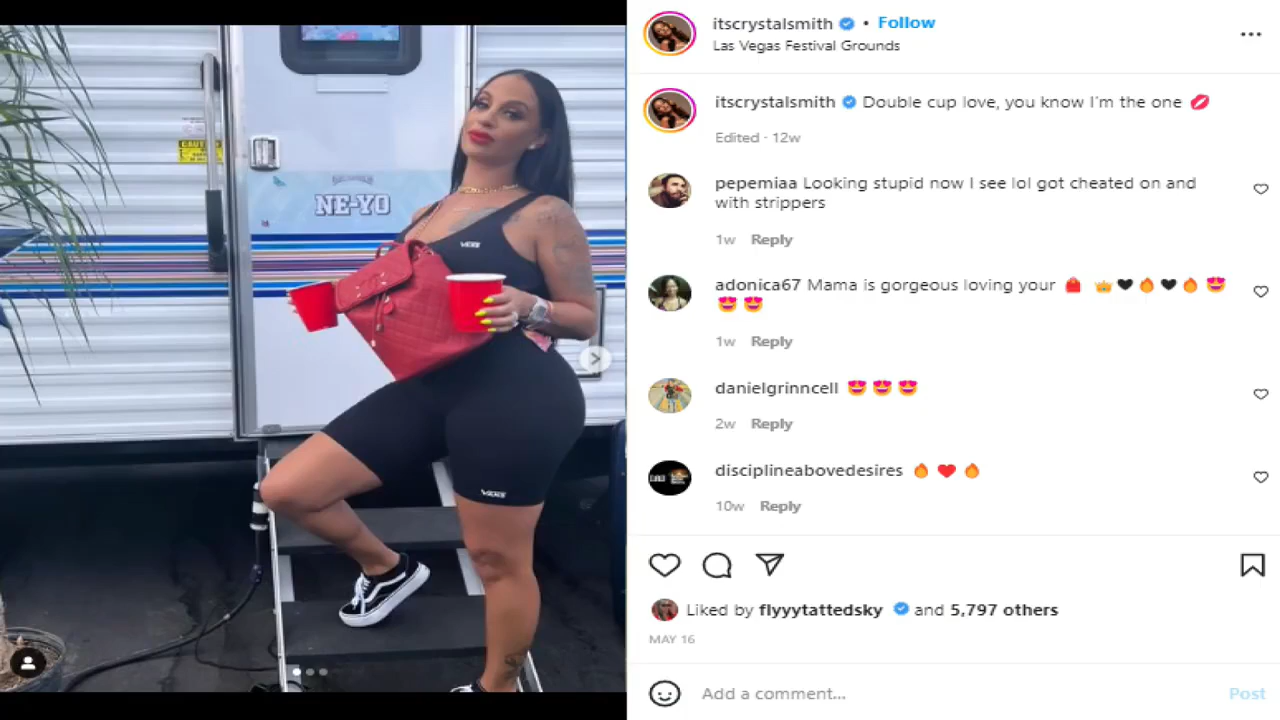 itscrystalsmith • Follow
Las Vegas Festival Grounds
itscrystalsmith Double cup love, you know I'm the one 💋
Edited · 12w
pepemiaa Looking stupid now I see lol got cheated on and
with strippers
1w Reply
adonica67 Mama is gorgeous loving your 👛 👑🖤🔥🖤🔥😍
😍😍
1w Reply
danielgrinncell 😍😍😍
2w Reply
disciplineabovedesires 🔥❤️🔥
10w Reply
Liked by flyyytattedsky and 5,797 others
MAY 16
Add a comment... Post
CAUTION
NE-YO
VANS
VANS